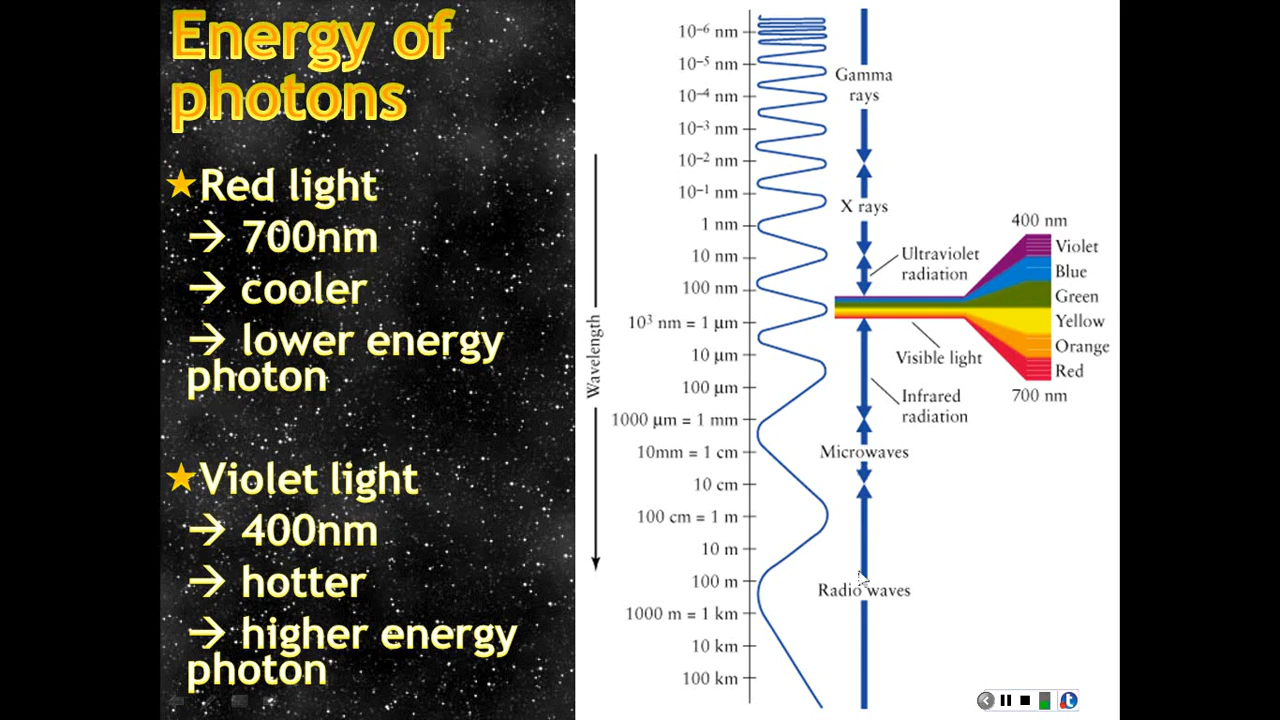 Energy of
photons
★Red light
→ 700nm
→ cooler
→ lower energy
photon
★Violet light
→ 400nm
→ hotter
→ higher energy
photon
Wavelength
10⁻⁶ nm
10⁻⁵ nm
10⁻⁴ nm
10⁻³ nm
10⁻² nm
10⁻¹ nm
1 nm
10 nm
100 nm
10³ nm = 1 μm
10 μm
100 μm
1000 μm = 1 mm
10mm = 1 cm
10 cm
100 cm = 1 m
10 m
100 m
1000 m = 1 km
10 km
100 km
Gamma
rays
X rays
Ultraviolet
radiation
Visible light
Infrared
radiation
Microwaves
Radio waves
400 nm
Violet
Blue
Green
Yellow
Orange
Red
700 nm
t